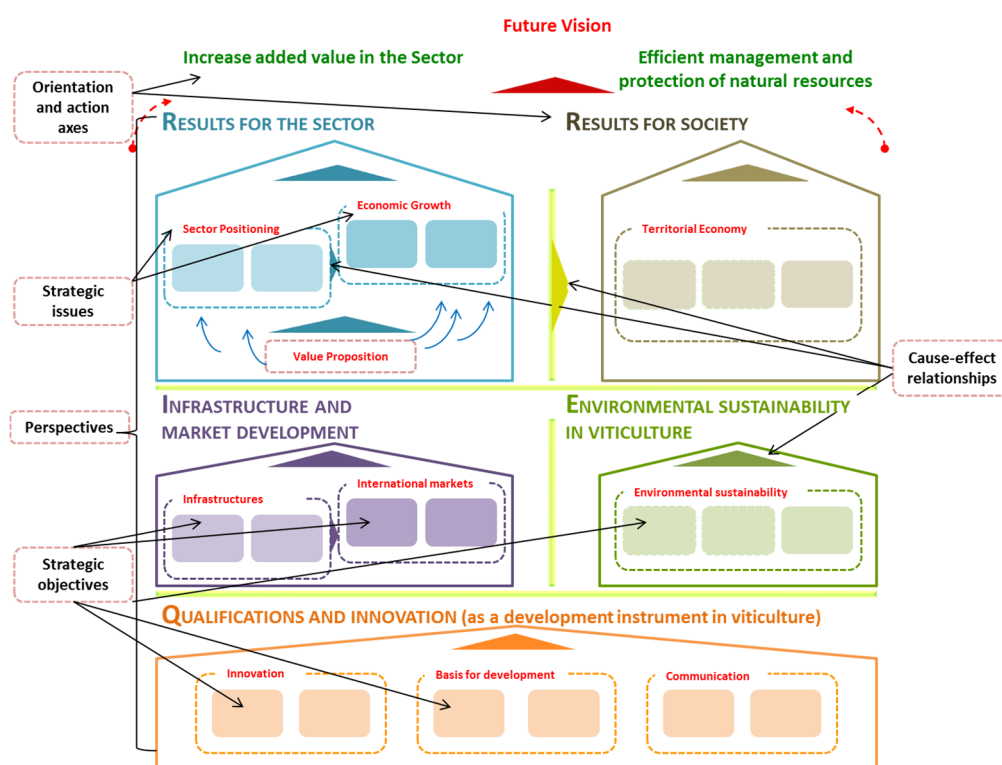 Future Vision
Increase added value in the Sector
Efficient management and
protection of natural resources
Orientation
and action
axes
RESULTS FOR THE SECTOR
RESULTS FOR SOCIETY
Economic Growth
Sector Positioning
Territorial Economy
Strategic
issues
Value Proposition
Cause-effect
relationships
Perspectives
INFRASTRUCTURE AND
MARKET DEVELOPMENT
ENVIRONMENTAL SUSTAINABILITY
IN VITICULTURE
International markets
Infrastructures
Environmental sustainability
Strategic
objectives
QUALIFICATIONS AND INNOVATION (as a development instrument in viticulture)
Innovation
Basis for development
Communication